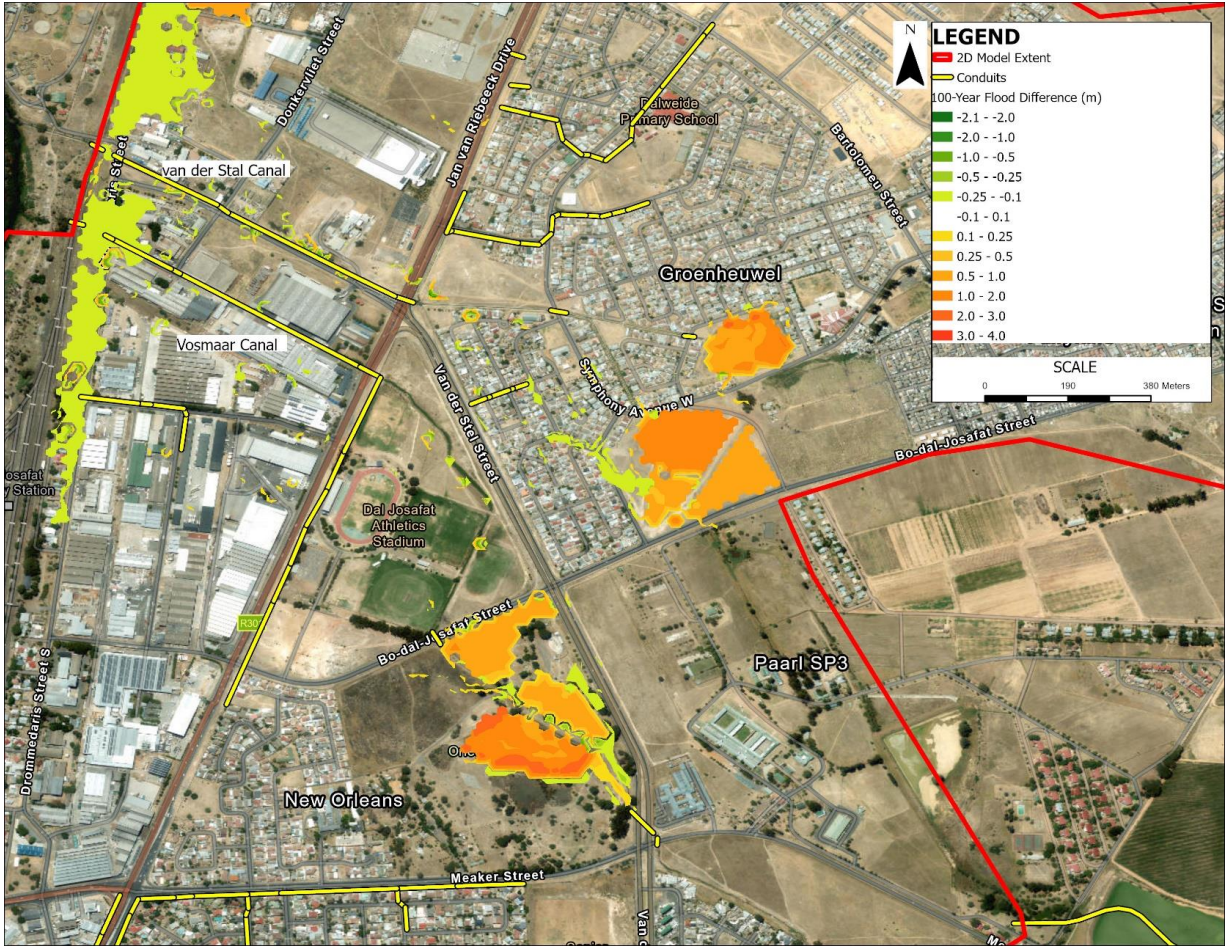 N
LEGEND
2D Model Extent
Conduits
100-Year Flood Difference (m)
-2.1 - -2.0
-2.0 - -1.0
-1.0 - -0.5
-0.5 - -0.25
-0.25 - -0.1
-0.1 - 0.1
0.1 - 0.25
0.25 - 0.5
0.5 - 1.0
1.0 - 2.0
2.0 - 3.0
3.0 - 4.0
SCALE
0 190 380 Meters
Donkervliet Street
Jan van Riebeeck Drive
Dalweide
Primary School
Bartolomeu Street
van der Stal Canal
Street
Groenheuwel
Vosmaar Canal
Symphony Avenue W
Van der Stel Street
Bo-dal-Josafat Street
Station
Dal Josafat
Athletics
Stadium
Bo-dal-Josafat Street
Paarl SP3
Drommedaris Street S
New Orleans
Meaker Street